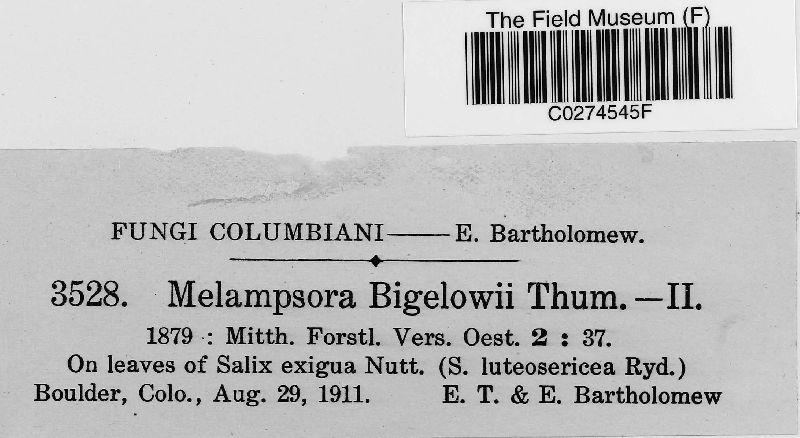 The Field Museum (F)
C0274545F
FUNGI COLUMBIANI——E. Bartholomew.
3528. Melampsora Bigelowii Thum.—II.
1879 : Mitth. Forstl. Vers. Oest. 2 : 37.
On leaves of Salix exigua Nutt. (S. luteosericea Ryd.)
Boulder, Colo., Aug. 29, 1911. E. T. & E. Bartholomew